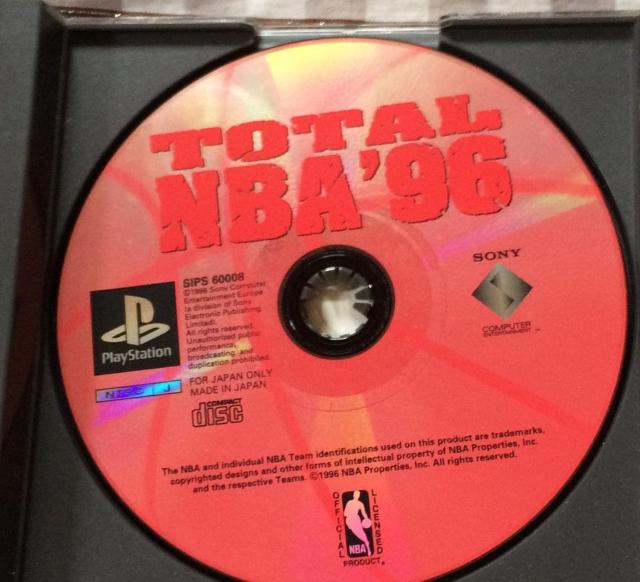 TOTAL
NBA'96
SONY
COMPUTER
ENTERTAINMENT ™
SIPS 60008
©1996 Sony Computer
Entertainment Europe
(a division of Sony
Electronic Publishing
Limited).
All rights reserved.
Unauthorized public
performance,
broadcasting, and
duplication prohibited.
PlayStation
NTSC J
FOR JAPAN ONLY
MADE IN JAPAN
COMPACT
disc
The NBA and individual NBA Team identifications used on this product are trademarks,
copyrighted designs and other forms of intellectual property of NBA Properties, Inc.
and the respective Teams. ©1996 NBA Properties, Inc. All rights reserved.
OFFICIAL LICENSED
NBA
PRODUCT®